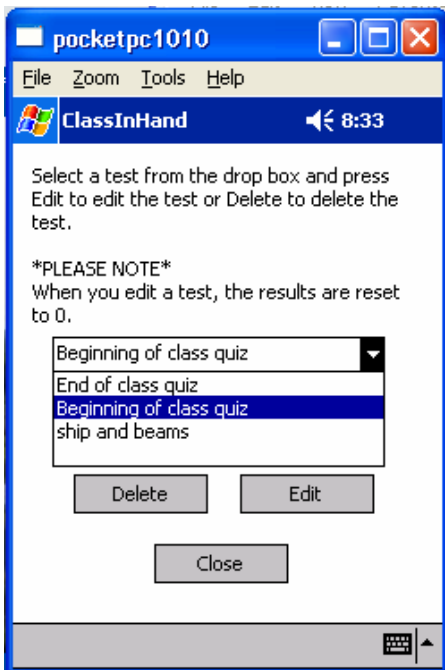 pocketpc1010
File Zoom Tools Help
ClassInHand 8:33
Select a test from the drop box and press
Edit to edit the test or Delete to delete the
test.
*PLEASE NOTE*
When you edit a test, the results are reset
to 0.
Beginning of class quiz
End of class quiz
Beginning of class quiz
ship and beams
Delete Edit
Close